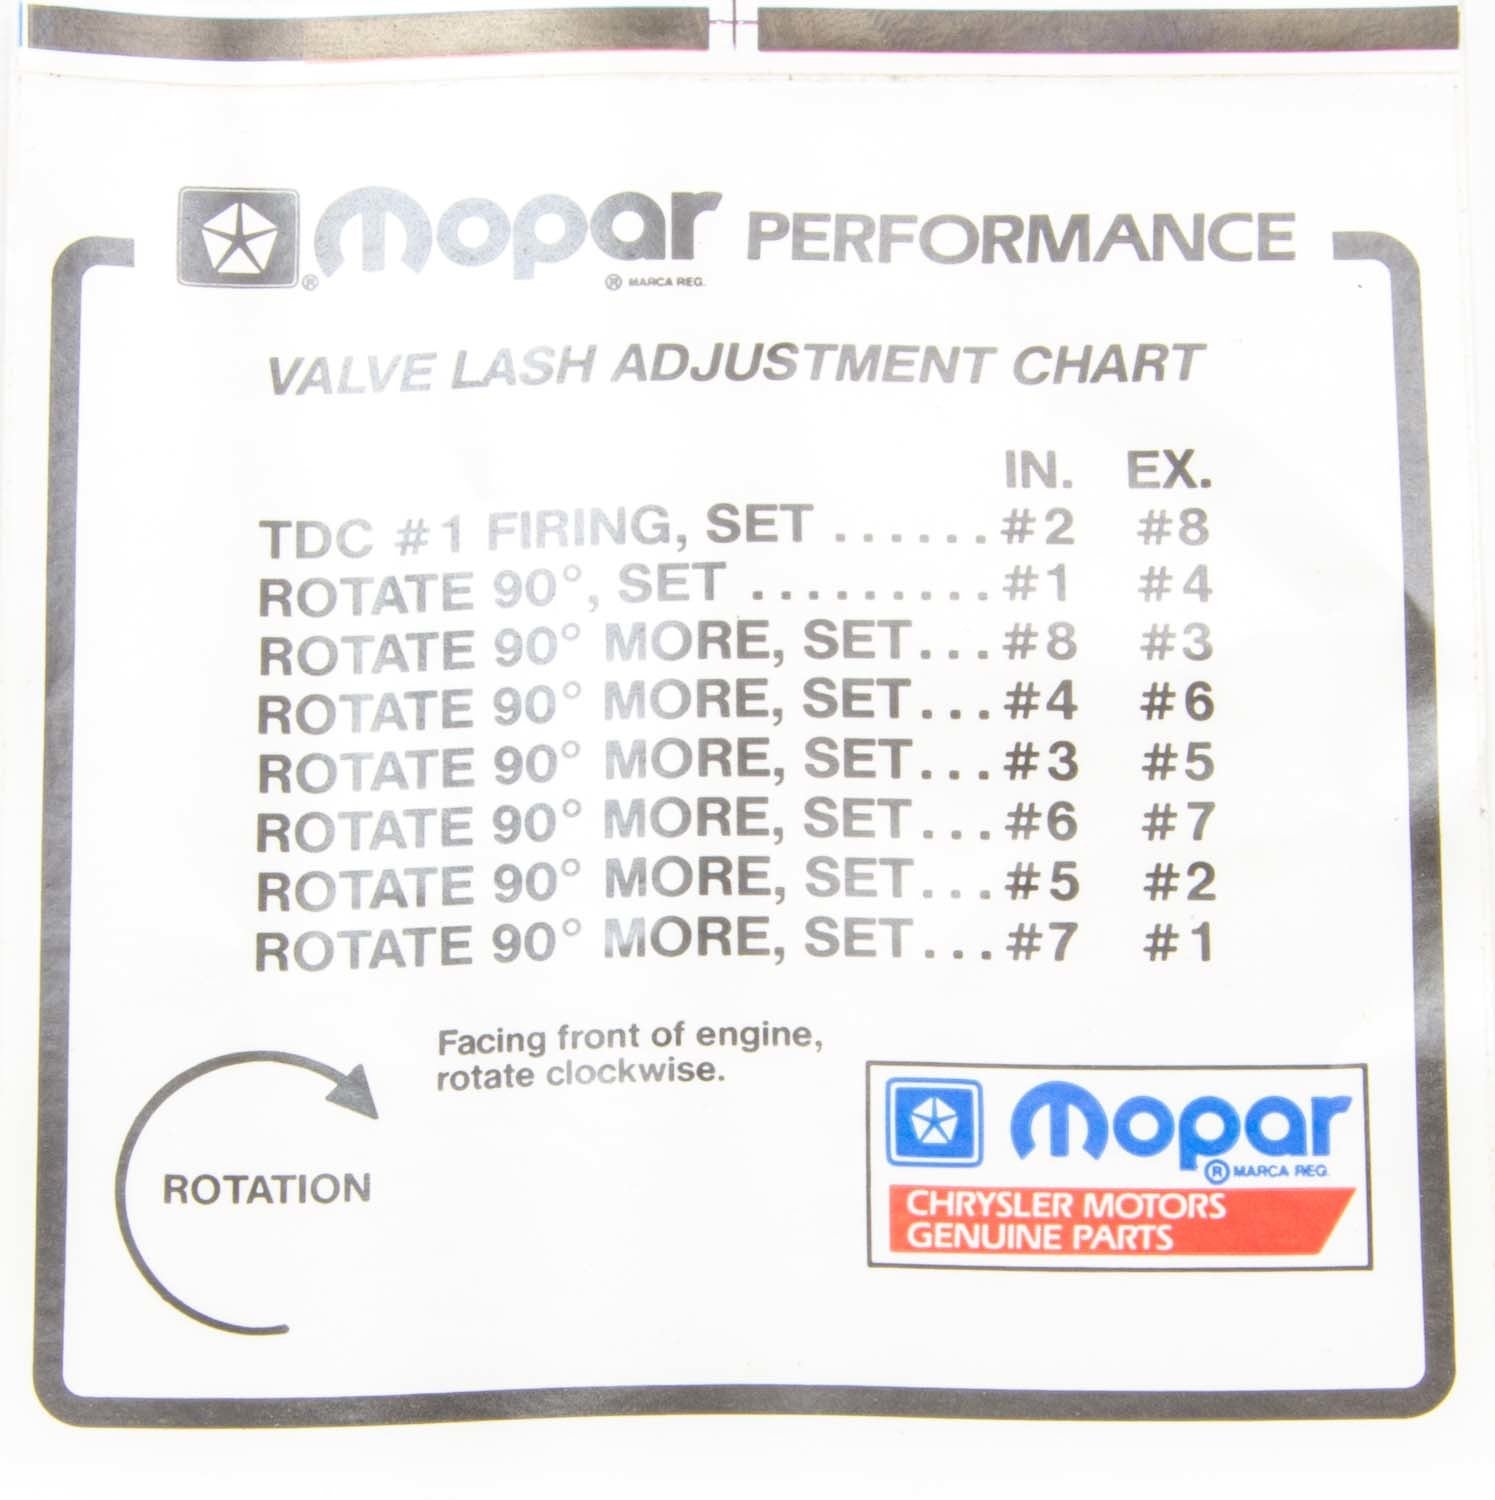 mopar PERFORMANCE
® ® MARCA REG.
VALVE LASH ADJUSTMENT CHART
IN. EX.
TDC #1 FIRING, SET ...... #2 #8
ROTATE 90°, SET .......... #1 #4
ROTATE 90° MORE, SET... #8 #3
ROTATE 90° MORE, SET... #4 #6
ROTATE 90° MORE, SET... #3 #5
ROTATE 90° MORE, SET... #6 #7
ROTATE 90° MORE, SET... #5 #2
ROTATE 90° MORE, SET... #7 #1
Facing front of engine,
rotate clockwise.
ROTATION
mopar
® MARCA REG.
CHRYSLER MOTORS
GENUINE PARTS